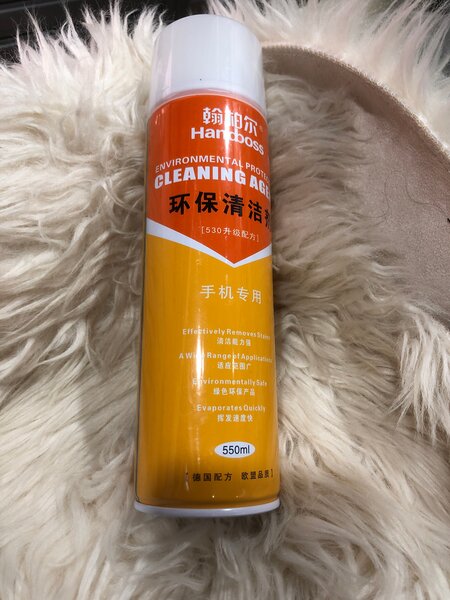 翰柏尔®
Hanboss
ENVIRONMENTAL PROTE
CLEANING AGE
环保清洁剂
[530升级配方]
手机专用
Effectively Removes Stains
清洁能力强
A Wide Range of Applications
适应范围广
Environmentally Safe
绿色环保产品
Evaporates Quickly
挥发速度快
550ml
【德国配方 欧盟品质】